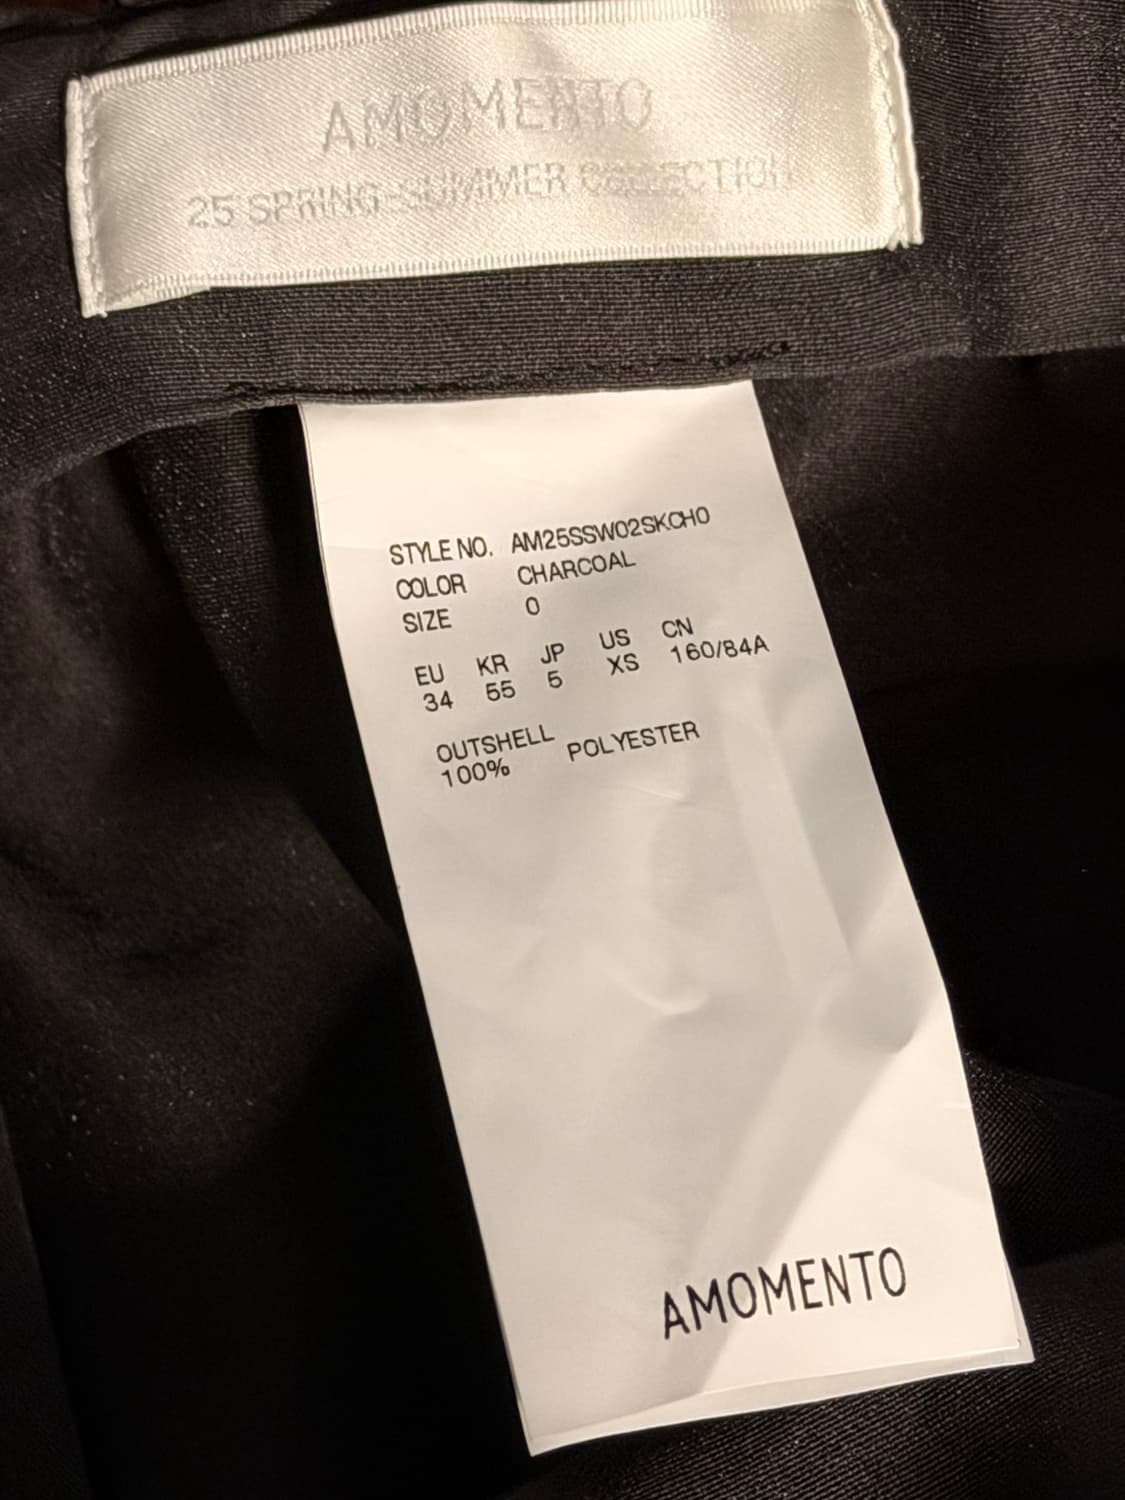 AMOMENTO
25 SPRING-SUMMER COLLECTION
STYLE NO. AM25SSW02SKCH0
COLOR CHARCOAL
SIZE 0
EU KR JP US CN
34 55 5 XS 160/84A
OUTSHELL
100% POLYESTER
AMOMENTO